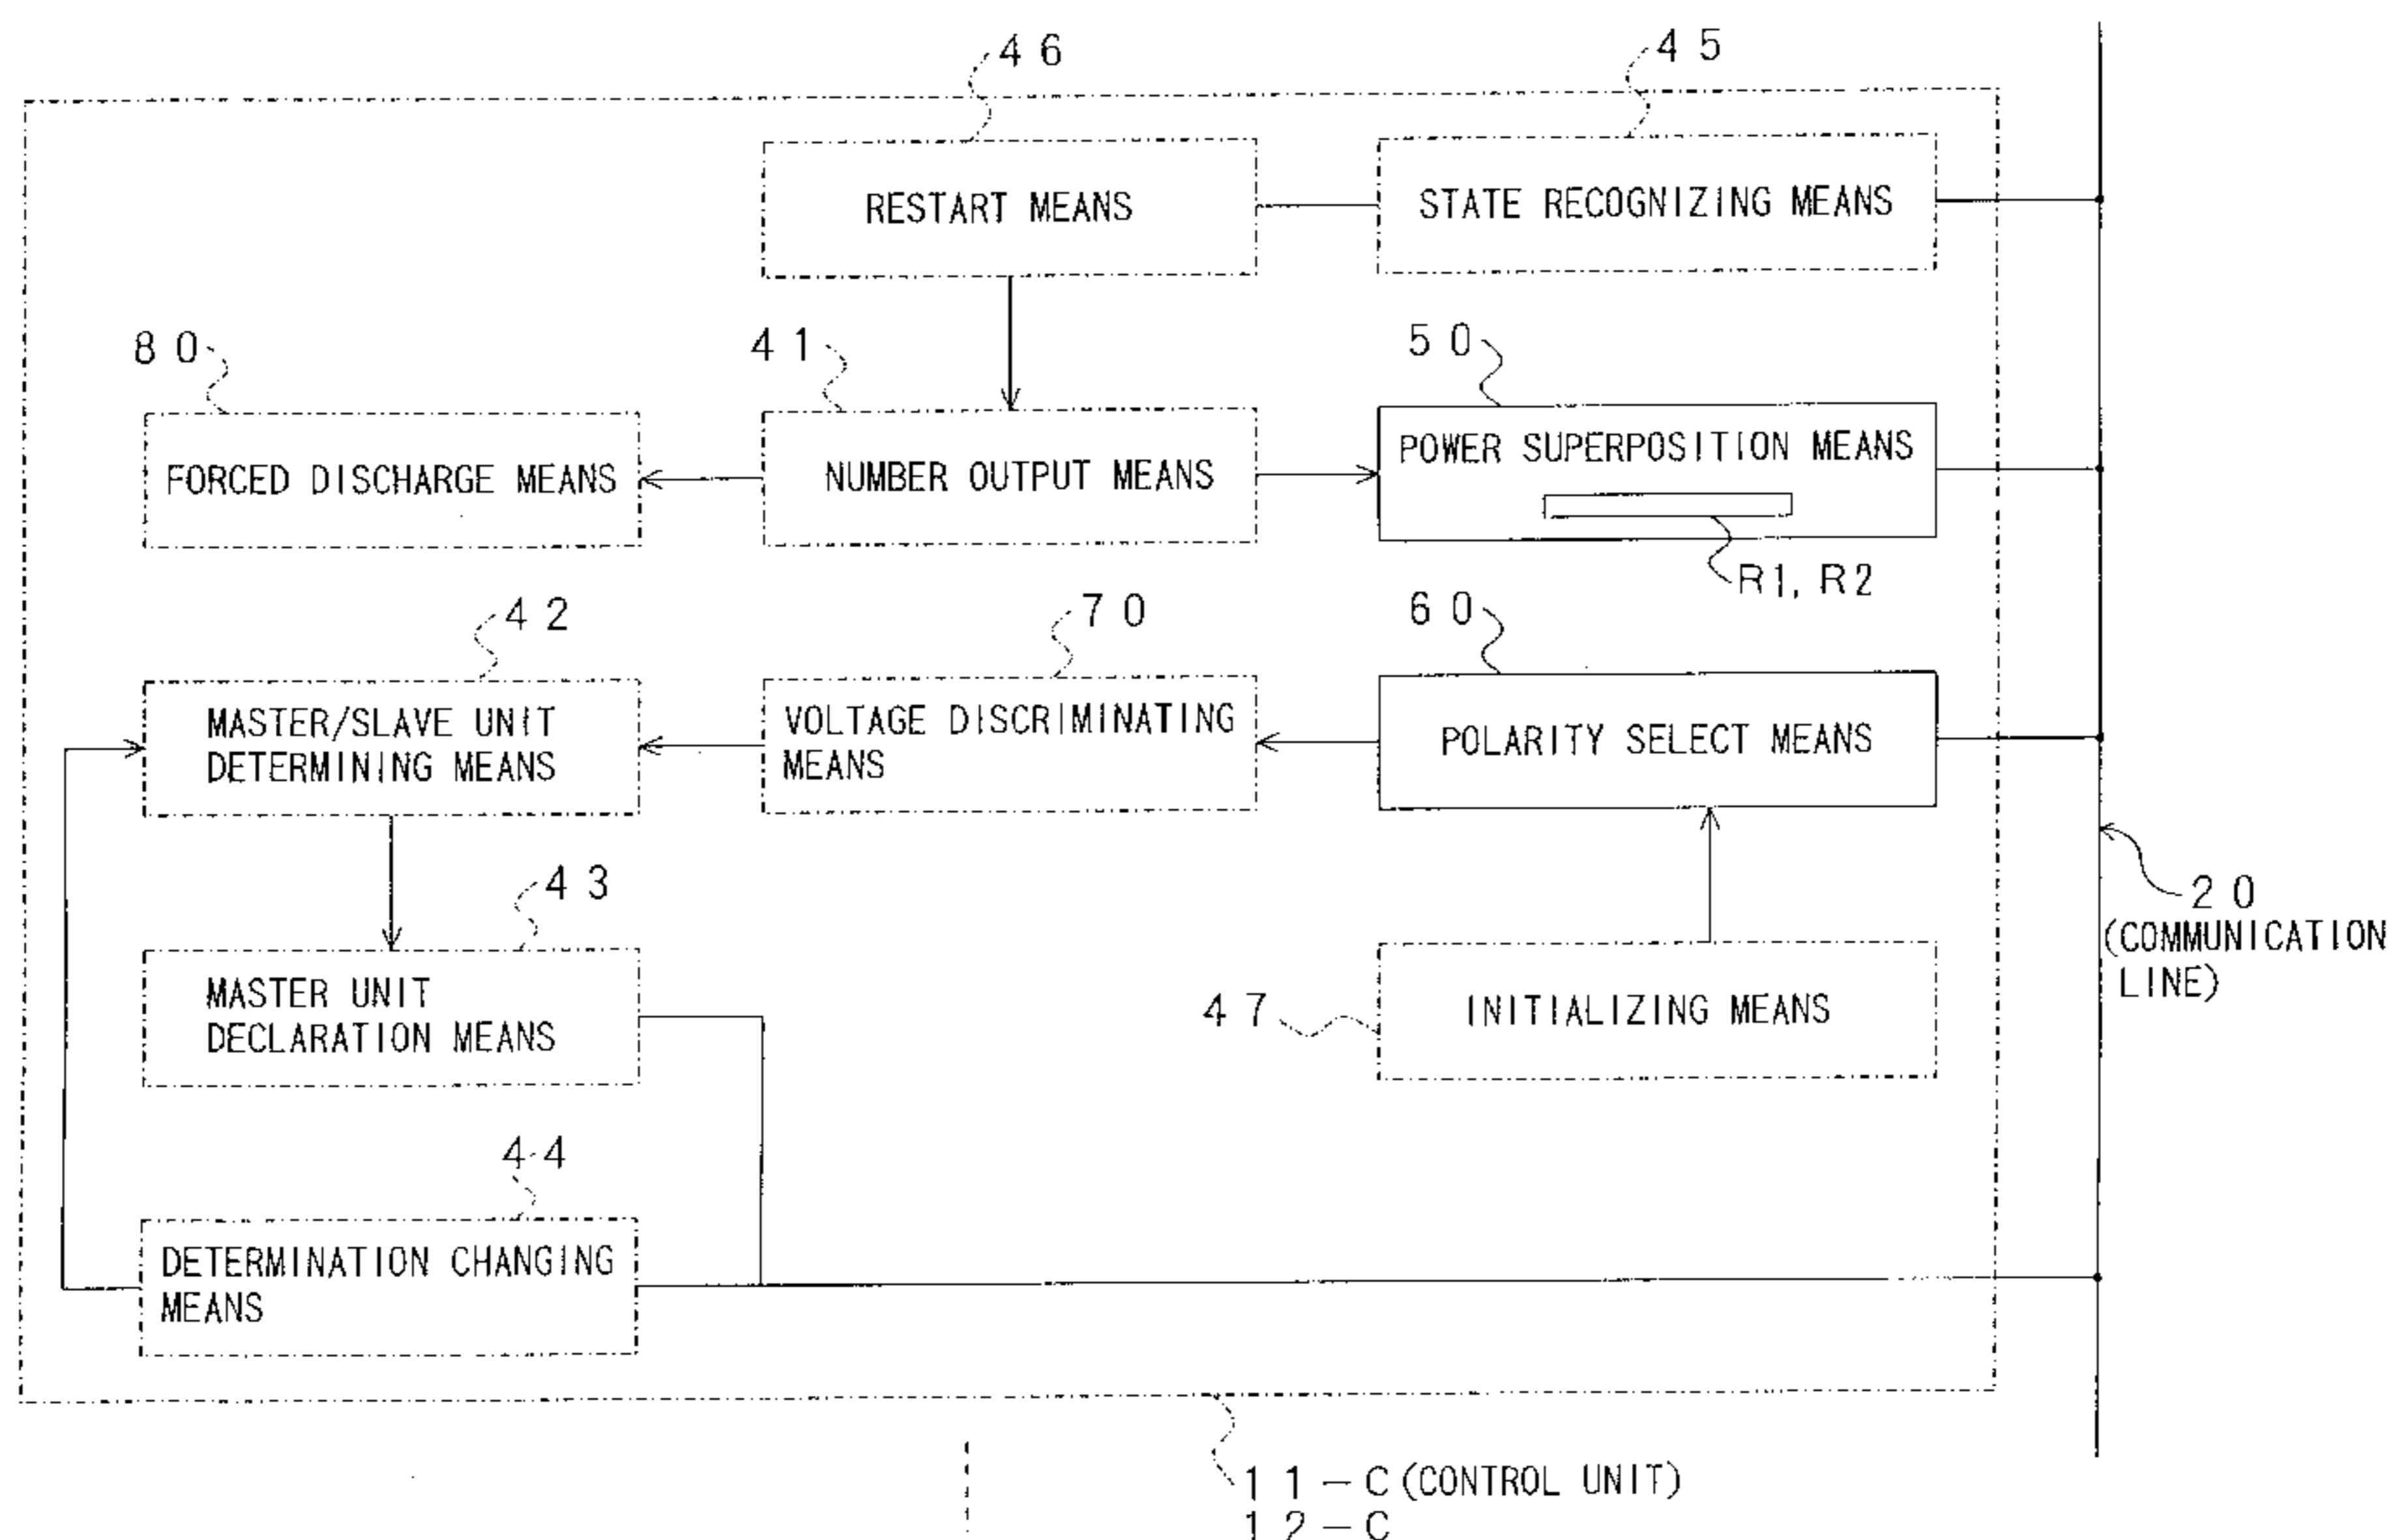 46
45
RESTART MEANS
STATE RECOGNIZING MEANS
80
41
50
FORCED DISCHARGE MEANS
NUMBER OUTPUT MEANS
POWER SUPERPOSITION MEANS
R1, R2
42
70
60
MASTER/SLAVE UNIT
DETERMINING MEANS
VOLTAGE DISCRIMINATING
MEANS
POLARITY SELECT MEANS
43
20
(COMMUNICATION
LINE)
MASTER UNIT
DECLARATION MEANS
47
INITIALIZING MEANS
44
DETERMINATION CHANGING
MEANS
11-C (CONTROL UNIT)
12-C